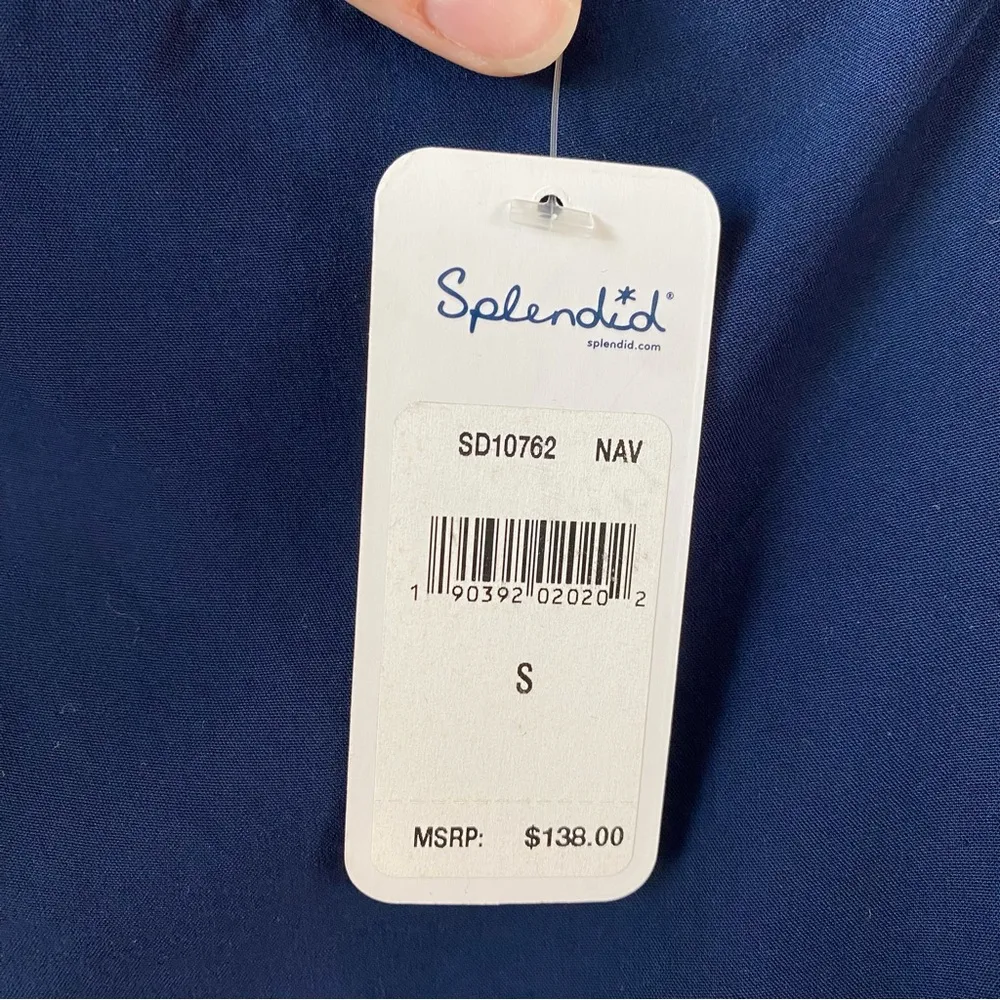 Splendid®
splendid.com
SD10762 NAV
1 90392 02020 2
S
MSRP: $138.00